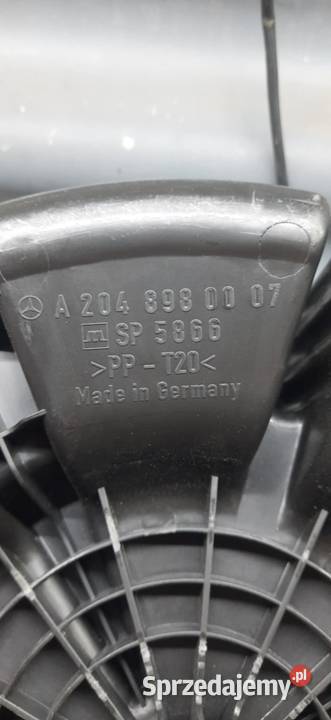 A 204 898 00 07
m SP 5866
>PP-T20<
Made in Germany
Sprzedajemy.pl